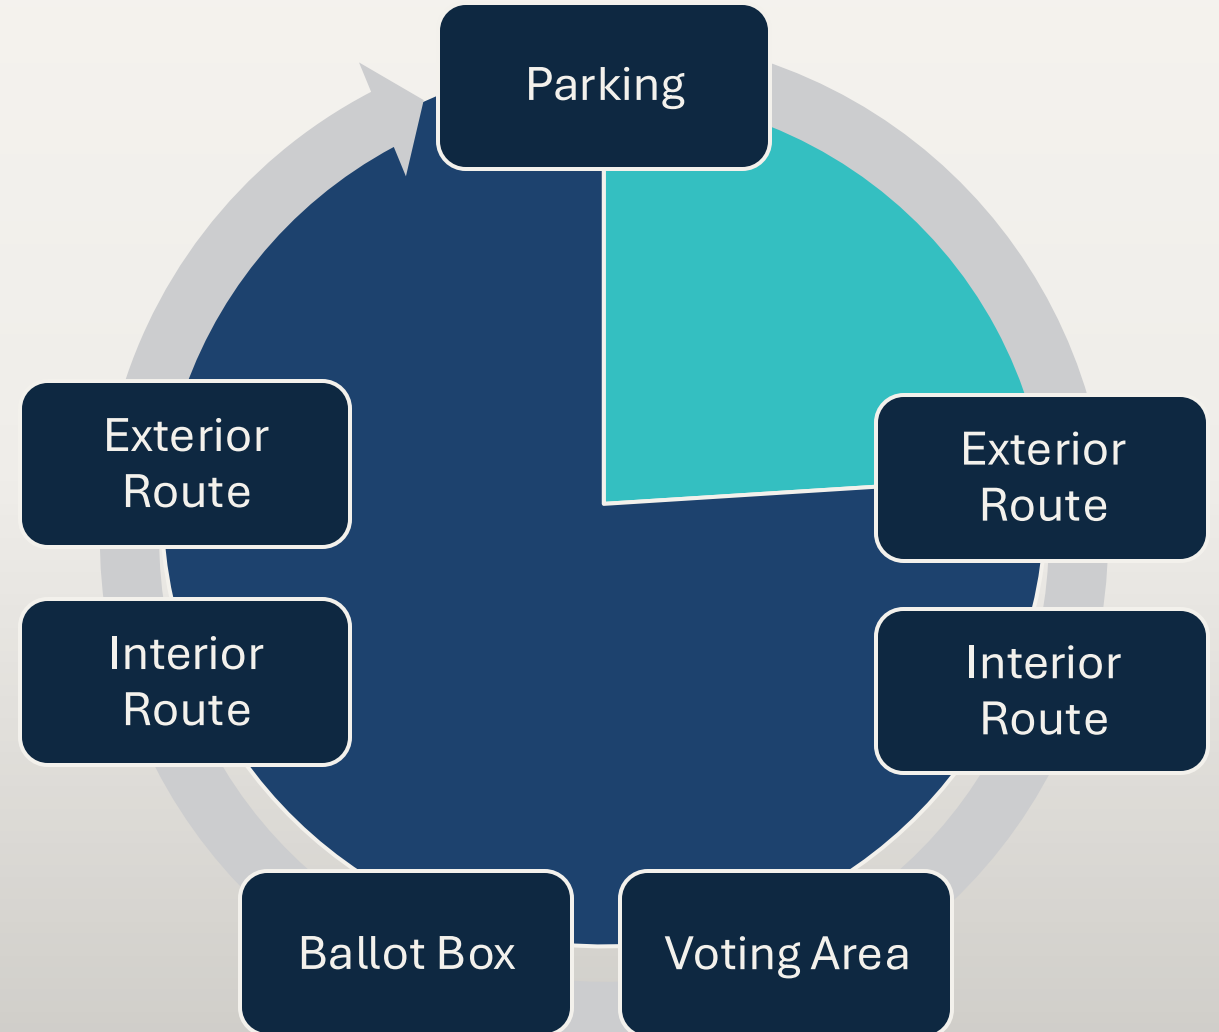 Parking
Exterior
Route
Interior
Route
Voting Area
Ballot Box
Interior
Route
Exterior
Route